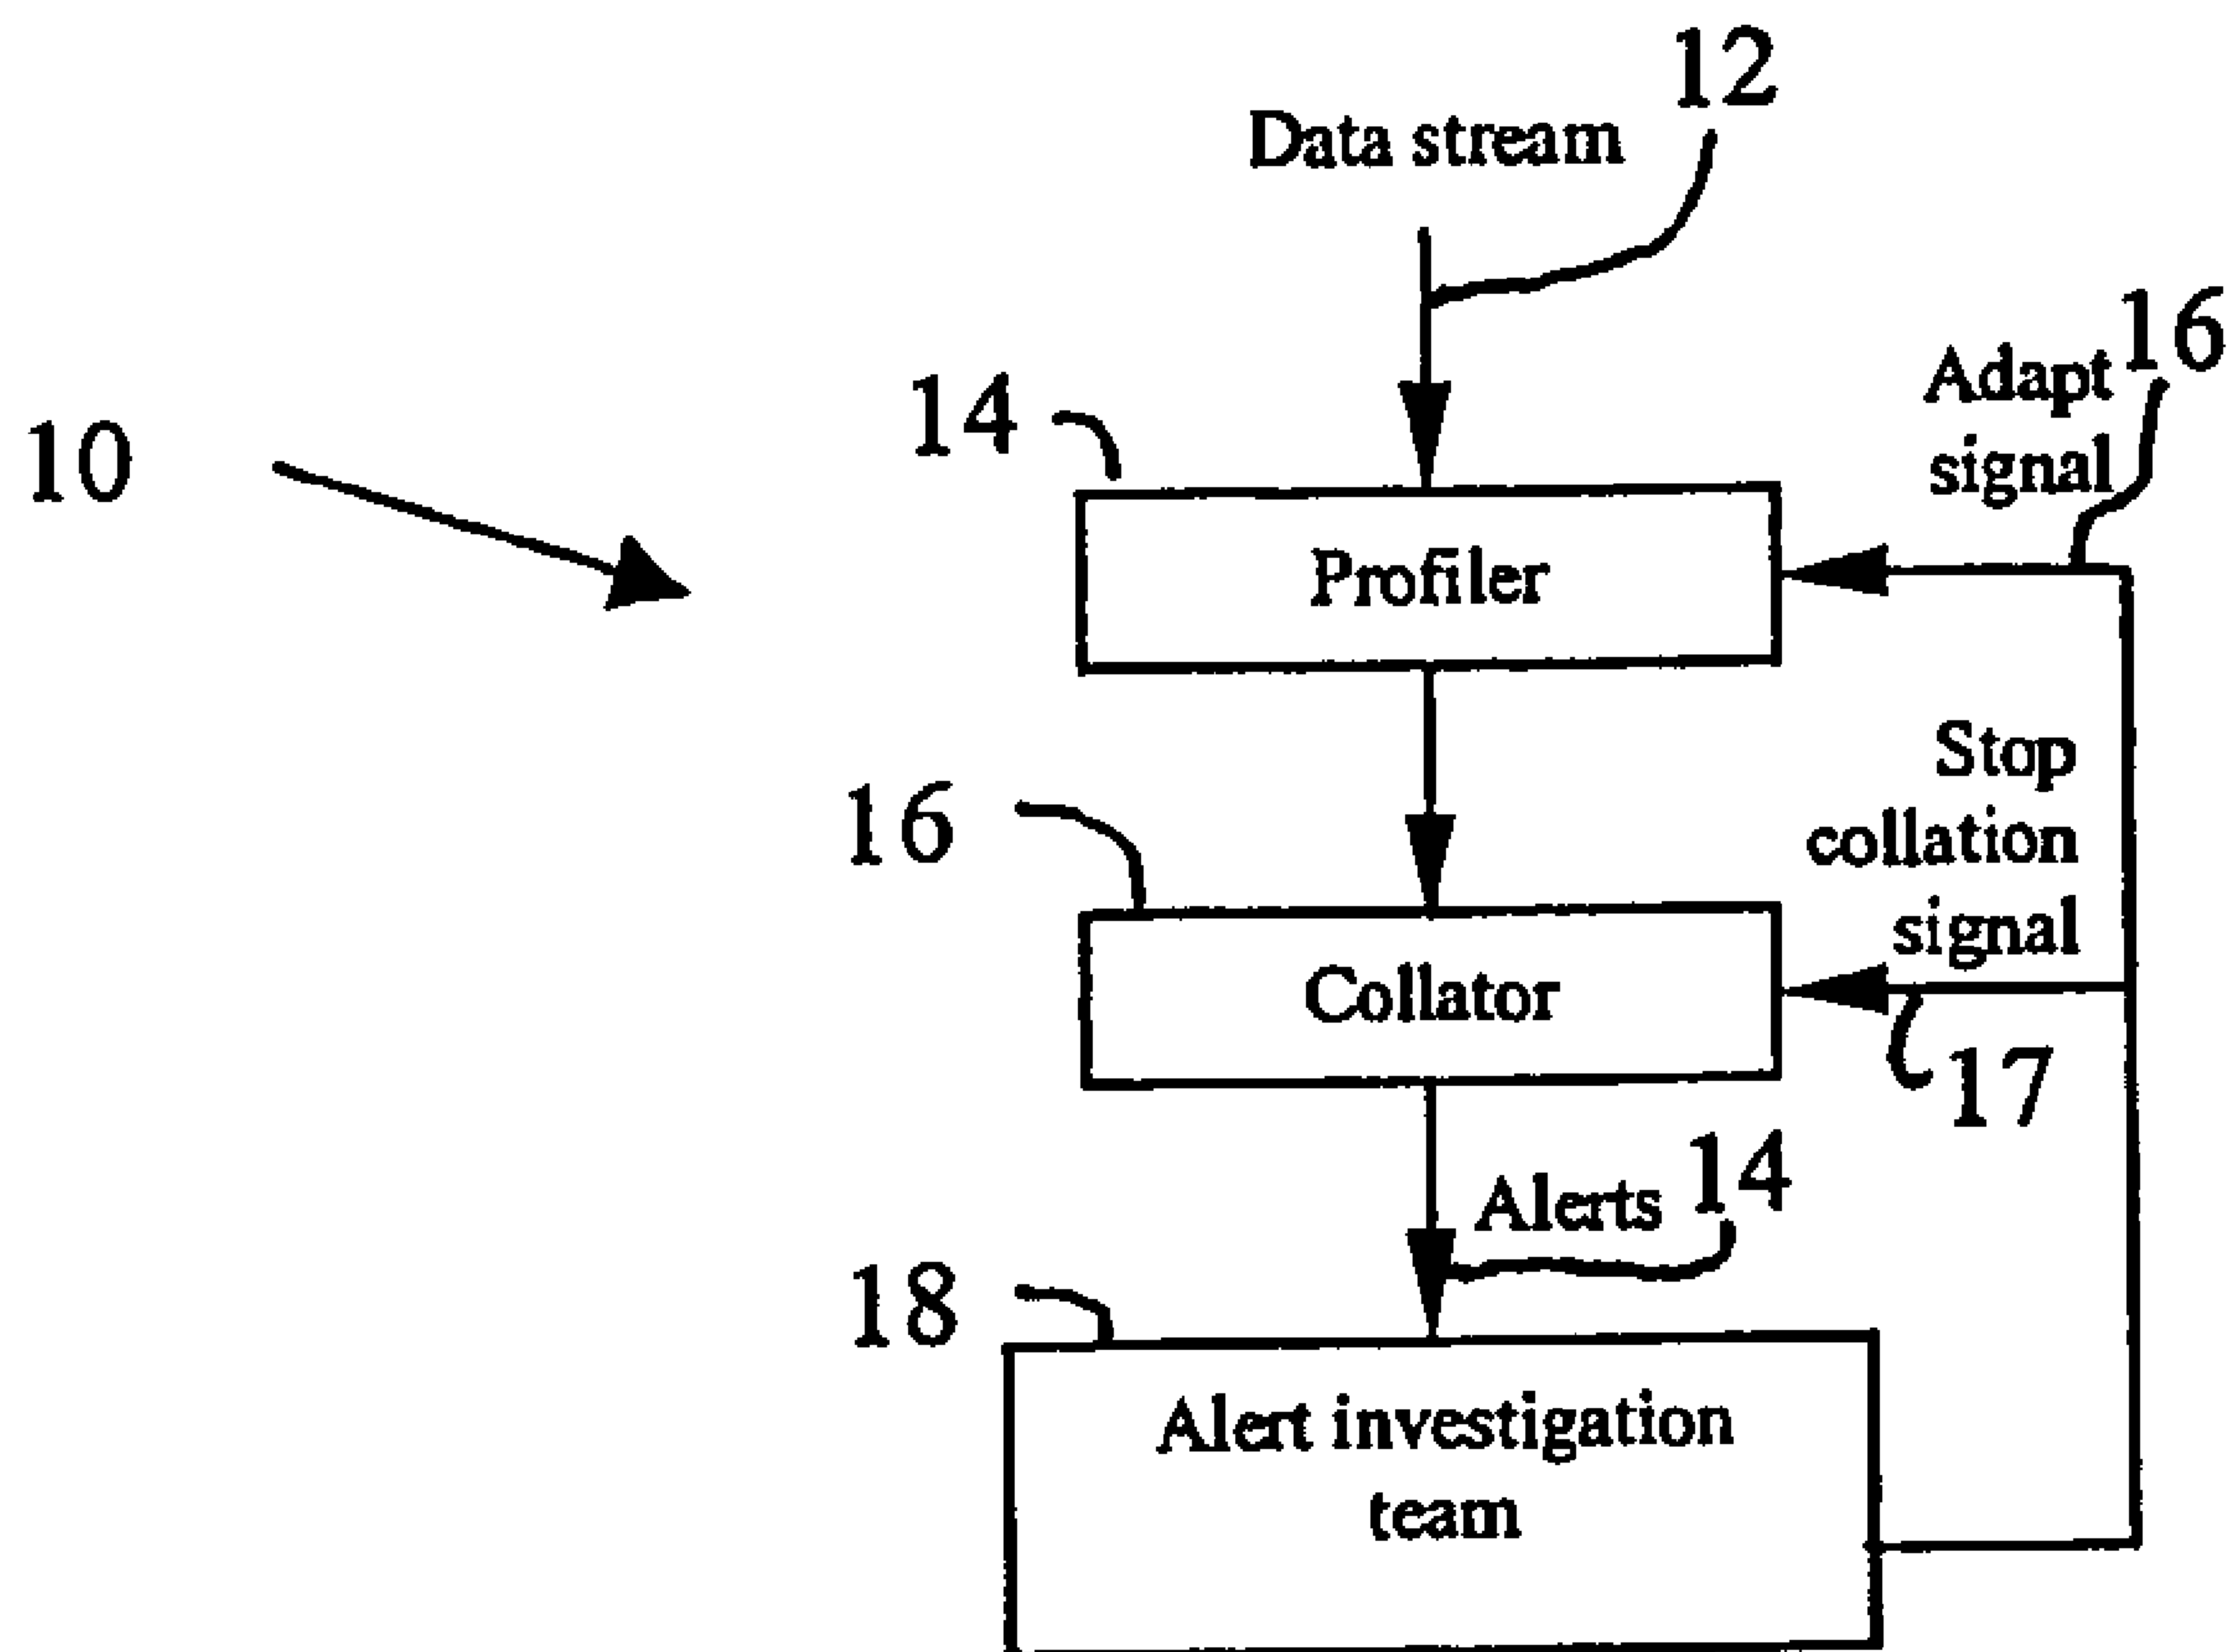 12
Data stream
16
Adapt
signal
14
10
Profiler
Stop
collation
signal
16
Collator
17
Alerts 14
18
Alert investigation
team